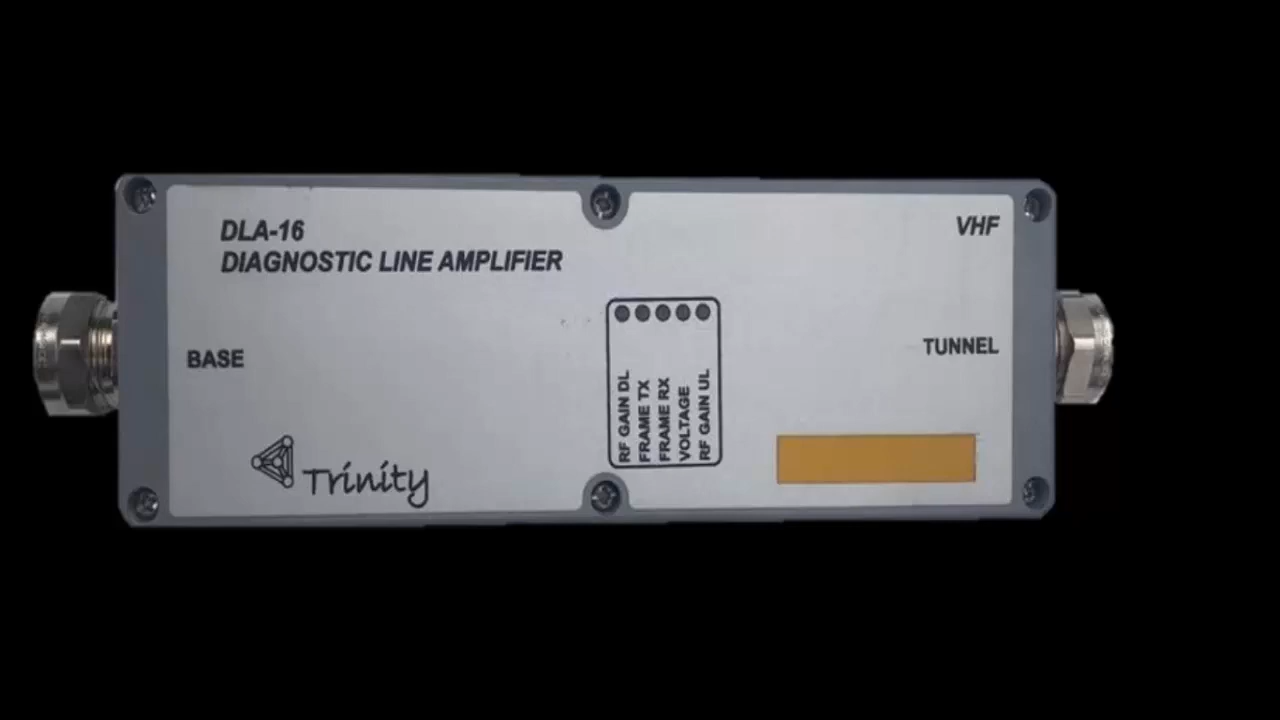 DLA-16
DIAGNOSTIC LINE AMPLIFIER
VHF
BASE
TUNNEL
RF GAIN DL
FRAME TX
FRAME RX
VOLTAGE
RF GAIN UL
Trinity